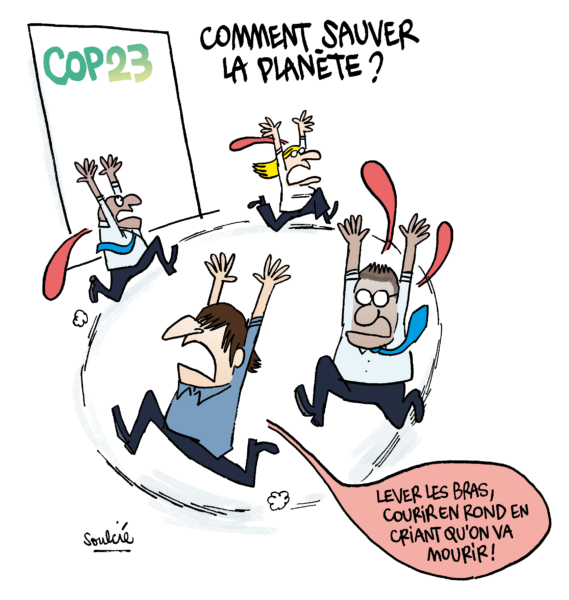 COP23
COMMENT SAUVER
LA PLANÈTE ?
LEVER LES BRAS,
COURIR EN ROND EN
CRIANT QU'ON VA
MOURIR !
Soulcié